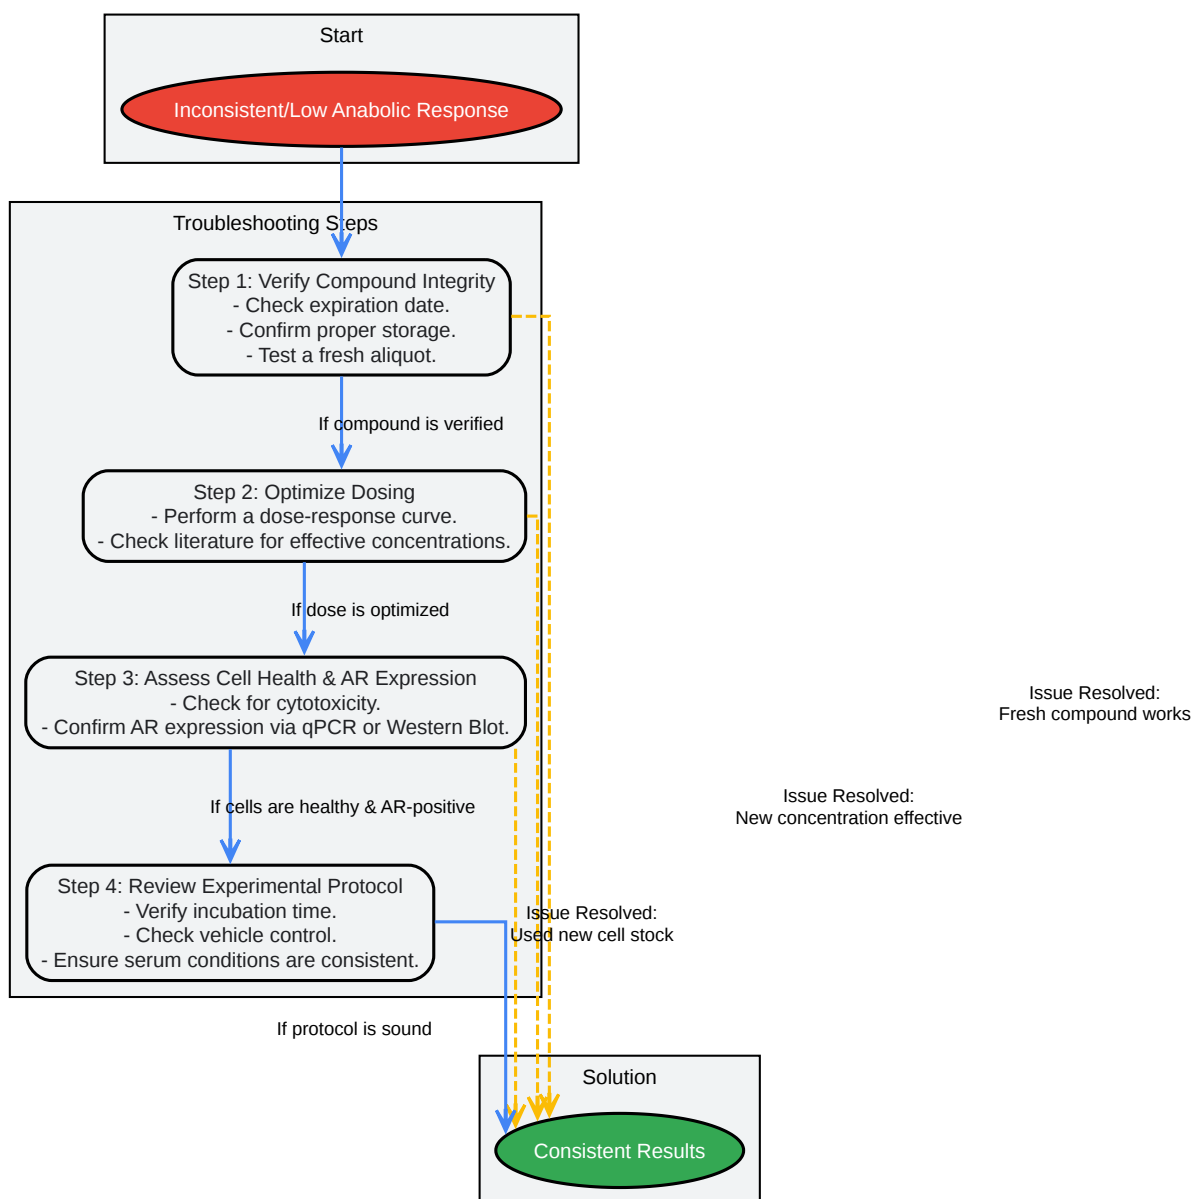 Start
Inconsistent/Low Anabolic Response
Troubleshooting Steps
Step 1: Verify Compound Integrity
- Check expiration date.
- Confirm proper storage.
- Test a fresh aliquot.
If compound is verified
Step 2: Optimize Dosing
- Perform a dose-response curve.
- Check literature for effective concentrations.
If dose is optimized
Step 3: Assess Cell Health & AR Expression
- Check for cytotoxicity.
- Confirm AR expression via qPCR or Western Blot.
Issue Resolved:
Fresh compound works
If cells are healthy & AR-positive
Issue Resolved:
New concentration effective
Step 4: Review Experimental Protocol
- Verify incubation time.
- Check vehicle control.
- Ensure serum conditions are consistent.
Issue Resolved:
Used new cell stock
If protocol is sound
Solution
Consistent Results